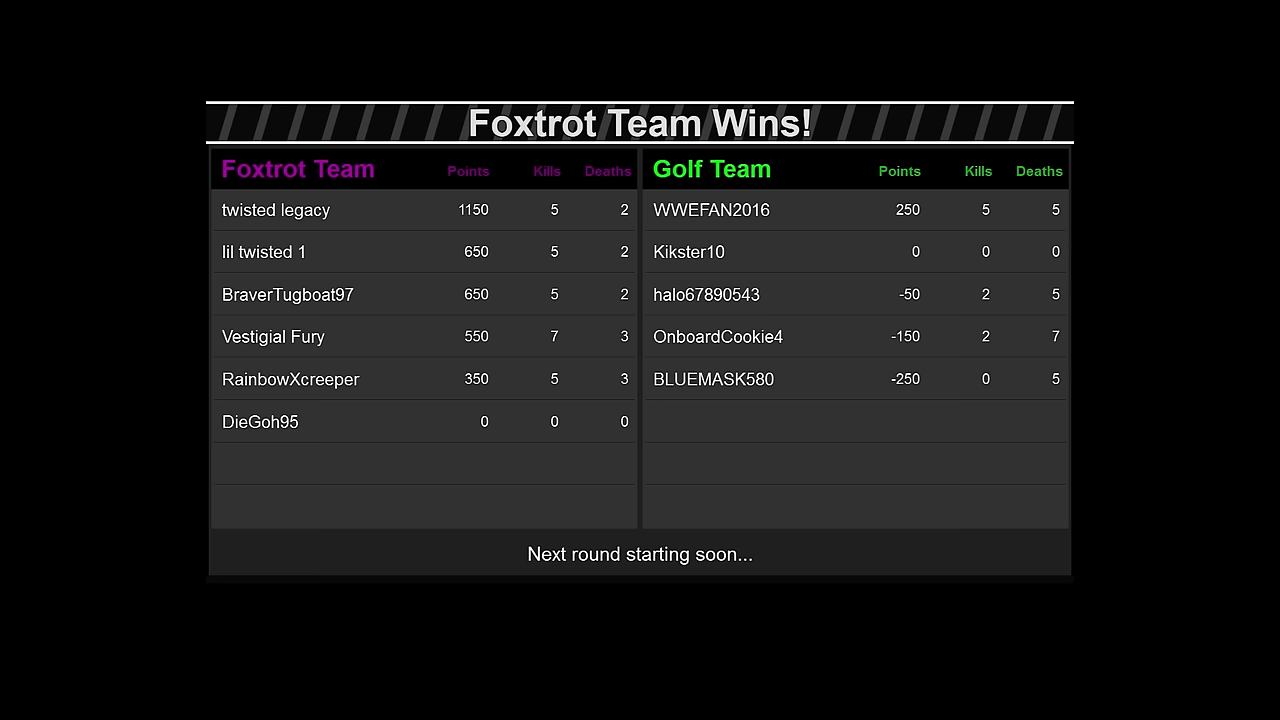 Foxtrot Team Wins!
Foxtrot Team Points Kills Deaths
twisted legacy 1150 5 2
lil twisted 1 650 5 2
BraverTugboat97 650 5 2
Vestigial Fury 550 7 3
RainbowXcreeper 350 5 3
DieGoh95 0 0 0
Golf Team Points Kills Deaths
WWEFAN2016 250 5 5
Kikster10 0 0 0
halo67890543 -50 2 5
OnboardCookie4 -150 2 7
BLUEMASK580 -250 0 5
Next round starting soon...